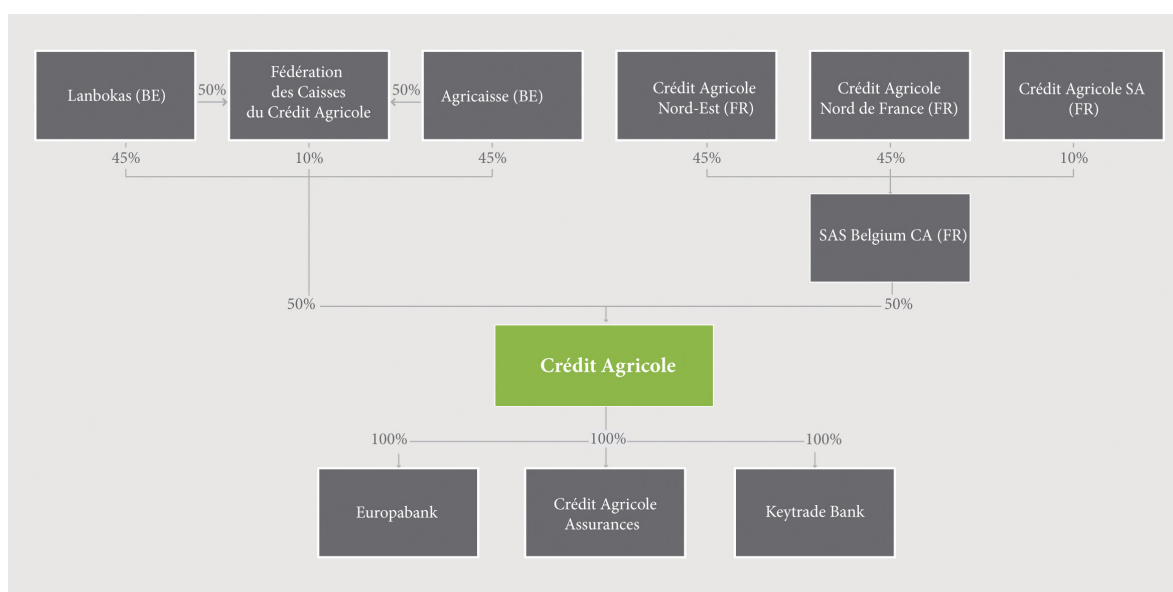 Lanbokas (BE)
50%
Fédération
des Caisses
du Crédit Agricole
50%
Agricaisse (BE)
Crédit Agricole
Nord-Est (FR)
Crédit Agricole
Nord de France (FR)
Crédit Agricole SA
(FR)
45%
10%
45%
45%
45%
10%
SAS Belgium CA (FR)
50%
50%
Crédit Agricole
100%
100%
100%
Europabank
Crédit Agricole
Assurances
Keytrade Bank